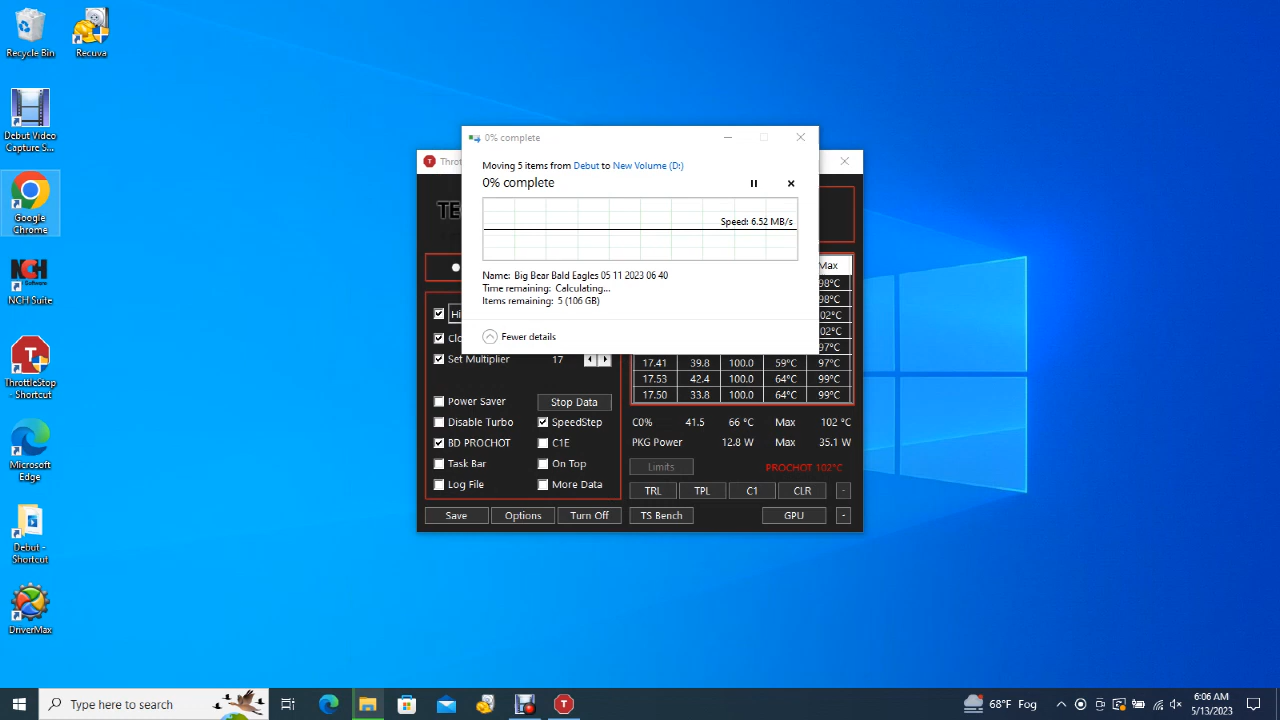 Recycle Bin
Recuva
Debut Video
Capture S...
Google
Chrome
NCH
Software
NCH Suite
ThrottleStop
- Shortcut
Microsoft
Edge
Debut -
Shortcut
DriverMax
0% complete
Moving 5 items from Debut to New Volume (D:)
0% complete
Speed: 6.52 MB/s
Name: Big Bear Bald Eagles 05 11 2023 06 40
Time remaining: Calculating...
Items remaining: 5 (106 GB)
Fewer details
T
Max
98°C
98°C
02°C
02°C
97°C
17.41 39.8 100.0 59°C 97°C
17.53 42.4 100.0 64°C 99°C
17.50 33.8 100.0 64°C 99°C
Set Multiplier 17
Power Saver Stop Data
Disable Turbo SpeedStep
BD PROCHOT C1E
Task Bar On Top
Log File More Data
C0% 41.5 66 °C Max 102 °C
PKG Power 12.8 W Max 35.1 W
Limits PROCHOT 102°C
TRL TPL C1 CLR -
Save Options Turn Off TS Bench GPU -
Type here to search
T
68°F Fog
6:06 AM
5/13/2023